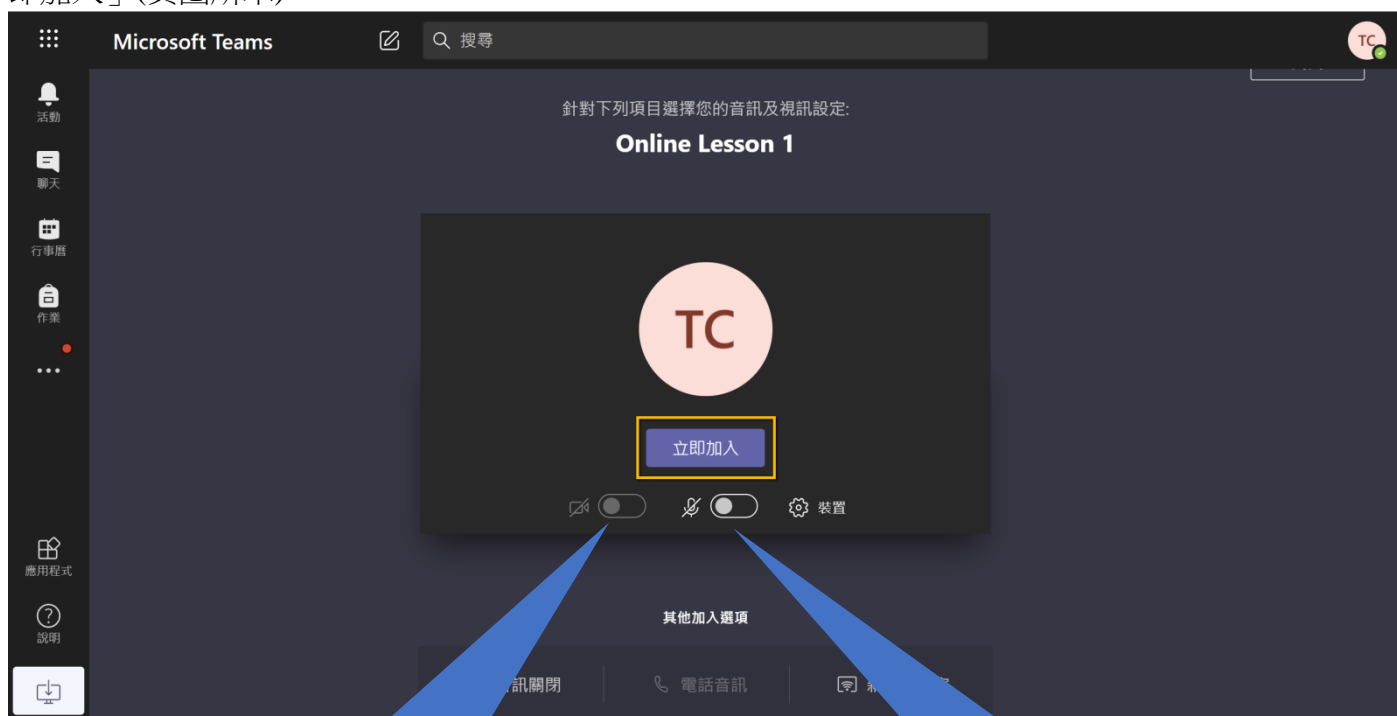 Microsoft Teams
搜尋
TC
活動
聊天
行事曆
作業
應用程式
說明
針對下列項目選擇您的音訊及視訊設定:
Online Lesson 1
TC
立即加入
裝置
其他加入選項
訊關閉
電話音訊